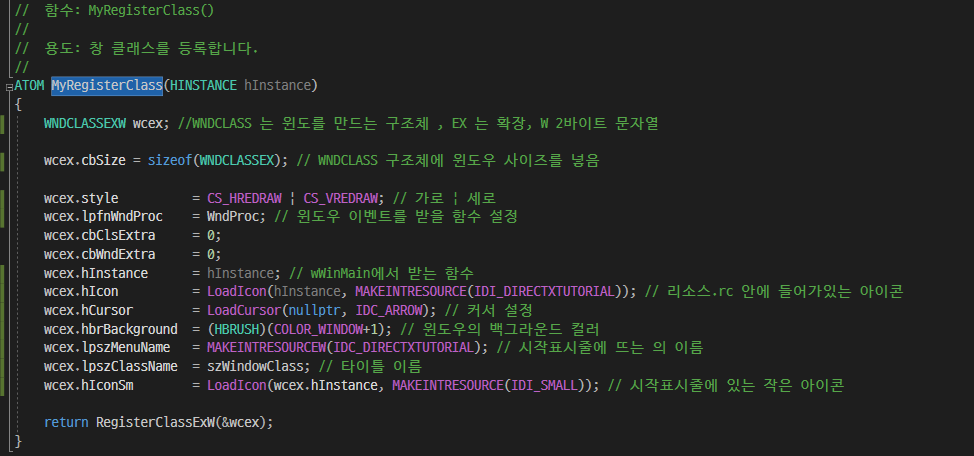 //  함수: MyRegisterClass()
//
//  용도: 창 클래스를 등록합니다.
//
ATOM MyRegisterClass(HINSTANCE hInstance)
{
    WNDCLASSEXW wcex; //WNDCLASS 는 윈도를 만드는 구조체 , EX 는 확장, W 2바이트 문자열

    wcex.cbSize = sizeof(WNDCLASSEX); // WNDCLASS 구조체에 윈도우 사이즈를 넣음

    wcex.style          = CS_HREDRAW | CS_VREDRAW; // 가로 | 세로
    wcex.lpfnWndProc    = WndProc; // 윈도우 이벤트를 받을 함수 설정
    wcex.cbClsExtra     = 0;
    wcex.cbWndExtra     = 0;
    wcex.hInstance      = hInstance; // wWinMain에서 받는 함수
    wcex.hIcon          = LoadIcon(hInstance, MAKEINTRESOURCE(IDI_DIRECTXTUTORIAL)); // 리소스.rc 안에 들어가있는 아이콘
    wcex.hCursor        = LoadCursor(nullptr, IDC_ARROW); // 커서 설정
    wcex.hbrBackground  = (HBRUSH)(COLOR_WINDOW+1); // 윈도우의 백그라운드 컬러
    wcex.lpszMenuName   = MAKEINTRESOURCEW(IDC_DIRECTXTUTORIAL); // 시작표시줄에 뜨는 의 이름
    wcex.lpszClassName  = szWindowClass; // 타이틀 이름
    wcex.hIconSm        = LoadIcon(wcex.hInstance, MAKEINTRESOURCE(IDI_SMALL)); // 시작표시줄에 있는 작은 아이콘

    return RegisterClassExW(&wcex);
}